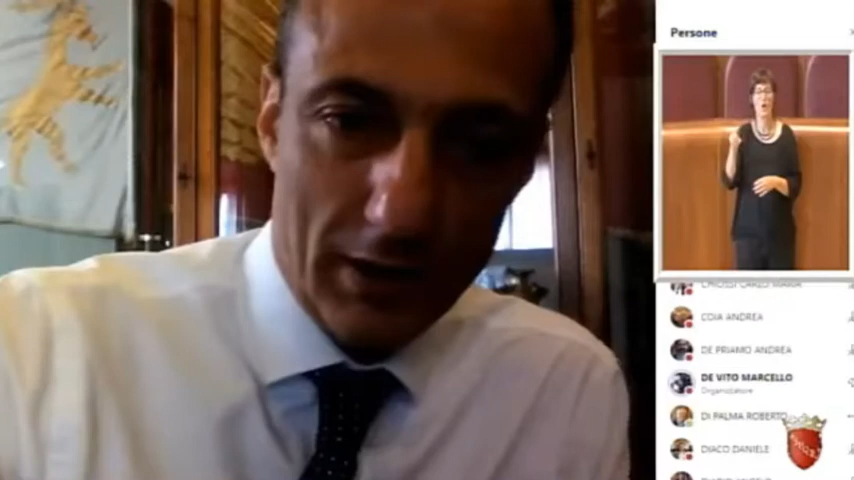 Persone
COIA ANDREA
DE PRIAMO ANDREA
DE VITO MARCELLO
Organizzatore
DI PALMA ROBERTO
DIACO DANIELE